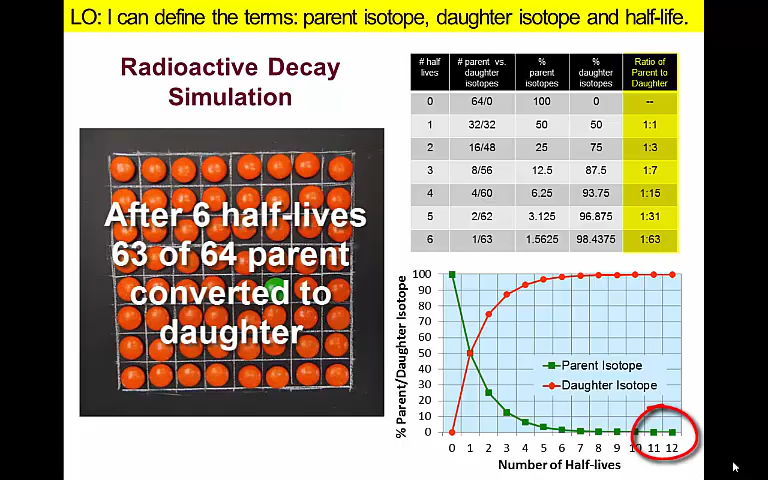 LO: I can define the terms: parent isotope, daughter isotope and half-life.
Radioactive Decay
Simulation
After 6 half-lives
63 of 64 parent
converted to
daughter
# half lives | # parent vs. daughter isotopes | % parent isotopes | % daughter isotopes | Ratio of Parent to Daughter
0 64/0 100 0 --
1 32/32 50 50 1:1
2 16/48 25 75 1:3
3 8/56 12.5 87.5 1:7
4 4/60 6.25 93.75 1:15
5 2/62 3.125 96.875 1:31
6 1/63 1.5625 98.4375 1:63
% Parent/Daughter Isotope
100
90
80
70
60
50
40
30
20
10
0
Parent Isotope
Daughter Isotope
0 1 2 3 4 5 6 7 8 9 10 11 12
Number of Half-lives